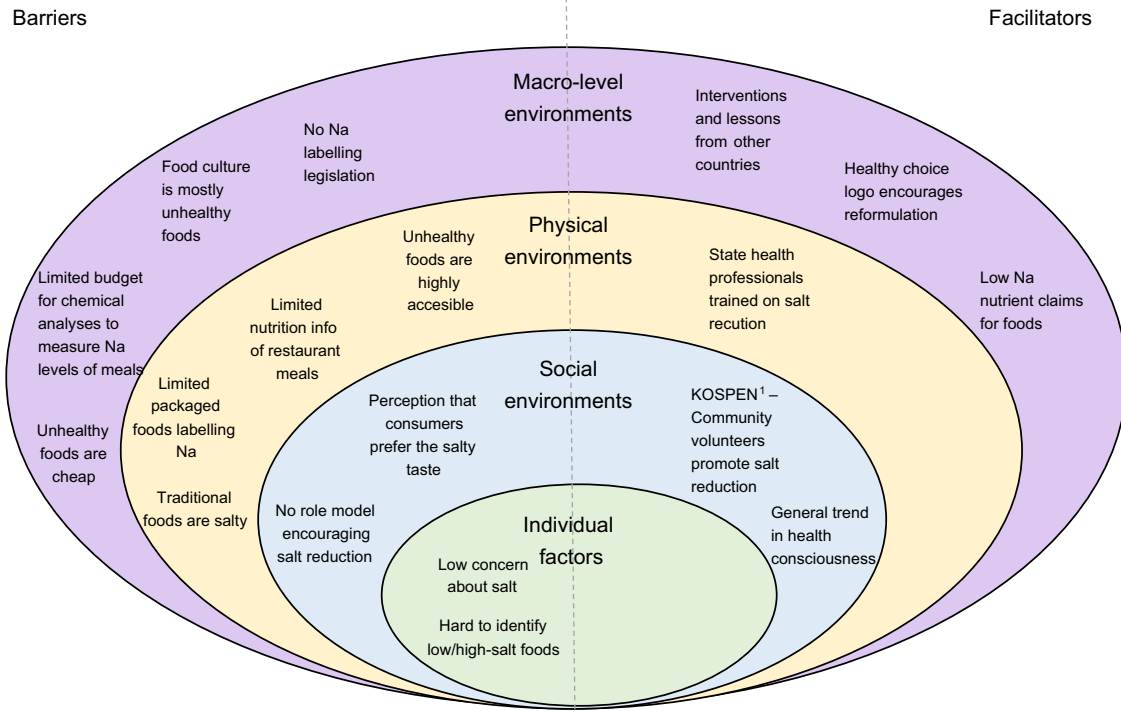 Barriers
Facilitators
Macro-level
environments
No Na
labelling
legislation
Food culture
is mostly
unhealthy
foods
Limited budget
for chemical
analyses to
measure Na
levels of meals
Unhealthy
foods are
cheap
Interventions
and lessons
from other
countries
Healthy choice
logo encourages
reformulation
Low Na
nutrient claims
for foods
Physical
environments
Unhealthy
foods are
highly
accesible
Limited
nutrition info
of restaurant
meals
Limited
packaged
foods labelling
Na
Traditional
foods are salty
State health
professionals
trained on salt
recution
Social
environments
Perception that
consumers
prefer the salty
taste
No role model
encouraging
salt reduction
KOSPEN¹ –
Community
volunteers
promote salt
reduction
General trend
in health
consciousness
Individual
factors
Low concern
about salt
Hard to identify
low/high-salt foods